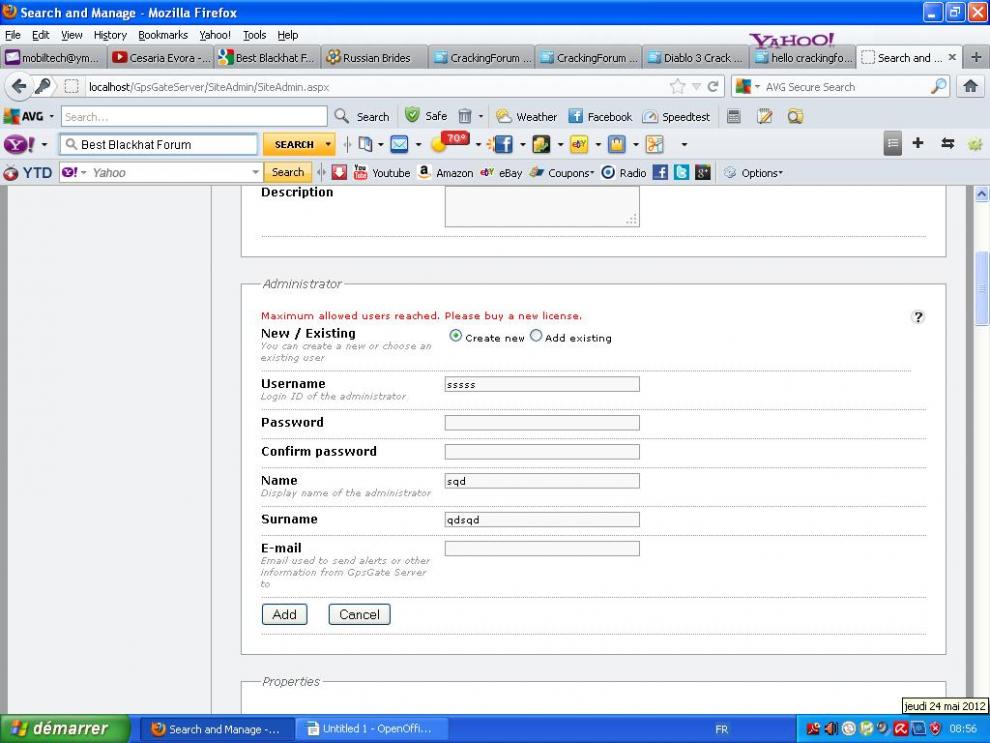 Search and Manage - Mozilla Firefox
File Edit View History Bookmarks Yahoo! Tools Help
YAHOO!
mobiltech@ym...
Cesaria Evora -...
Best Blackhat F...
Russian Brides
CrackingForum ...
CrackingForum ...
Diablo 3 Crack ...
hello crackingfo...
Search and ...
localhost/GpsGateServer/SiteAdmin/SiteAdmin.aspx
AVG Secure Search
AVG Search... Search Safe Weather Facebook Speedtest
Y! Best Blackhat Forum SEARCH 70° eBY
YTD Y! Yahoo Search You Tube Youtube a Amazon eBY eBay Coupons Radio Options
Description
Administrator
Maximum allowed users reached. Please buy a new license.
New / Existing
Create new Add existing
You can create a new or choose an
existing user
Username
sssss
Login ID of the administrator
Password
Confirm password
Name
sqd
Display name of the administrator
Surname
qdsqd
E-mail
Email used to send alerts or other
information from GpsGate Server
to
Add Cancel
Properties
jeudi 24 mai 2012
démarrer
Search and Manage -...
Untitled 1 - OpenOffi...
FR
08:56